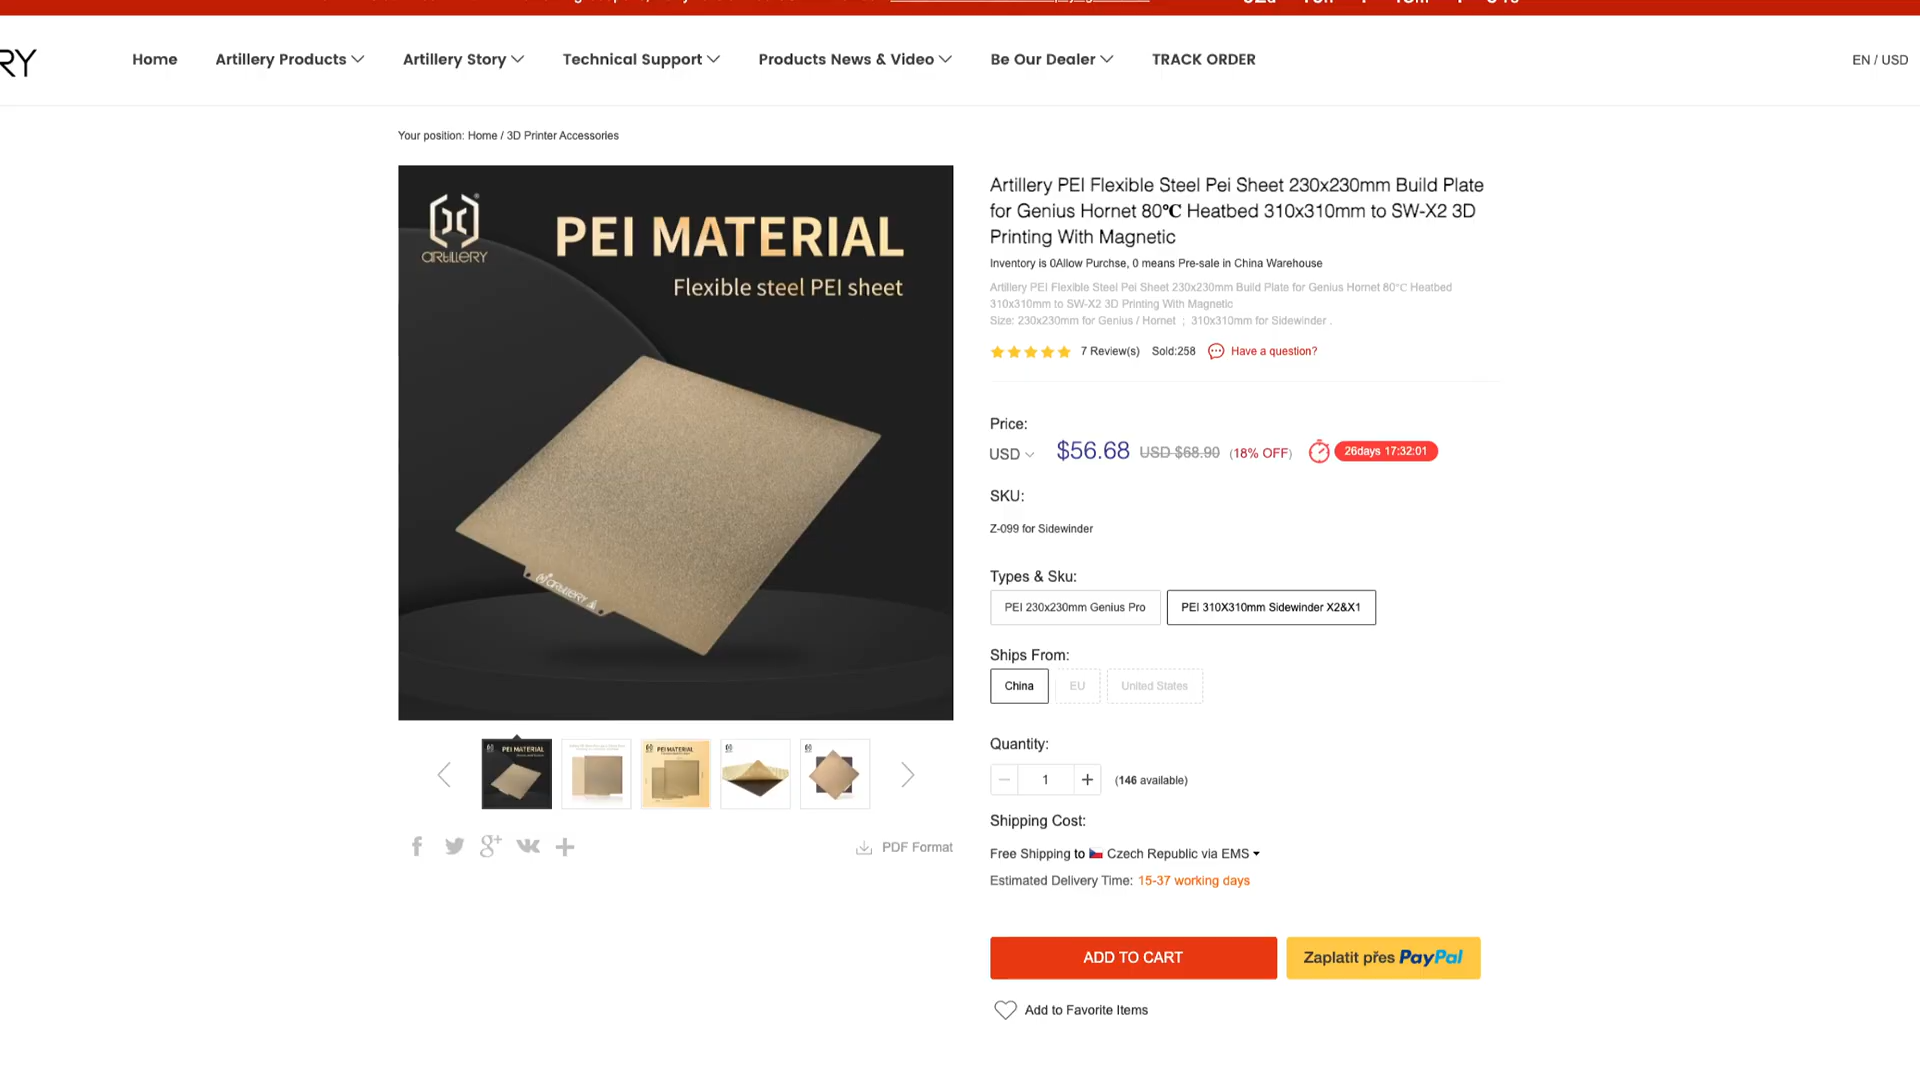 RY
Home
Artillery Products
Artillery Story
Technical Support
Products News & Video
Be Our Dealer
TRACK ORDER
EN / USD
Your position: Home / 3D Printer Accessories
ARTILLERY
PEI MATERIAL
Flexible steel PEI sheet
ARTILLERY
PEI MATERIAL
PEI MATERIAL
PDF Format
Artillery PEI Flexible Steel Pei Sheet 230x230mm Build Plate
for Genius Hornet 80℃ Heatbed 310x310mm to SW-X2 3D
Printing With Magnetic
Inventory is 0Allow Purchse, 0 means Pre-sale in China Warehouse
Artillery PEI Flexible Steel Pei Sheet 230x230mm Build Plate for Genius Hornet 80℃ Heatbed
310x310mm to SW-X2 3D Printing With Magnetic
Size: 230x230mm for Genius / Hornet ; 310x310mm for Sidewinder .
7 Review(s) Sold:258 Have a question?
Price:
USD $56.68 USD $68.90 (18% OFF) 26days 17:32:01
SKU:
Z-099 for Sidewinder
Types & Sku:
PEI 230x230mm Genius Pro
PEI 310X310mm Sidewinder X2&X1
Ships From:
China
EU
United States
Quantity:
− 1 + (146 available)
Shipping Cost:
Free Shipping to Czech Republic via EMS
Estimated Delivery Time: 15-37 working days
ADD TO CART
Zaplatit přes PayPal
Add to Favorite Items